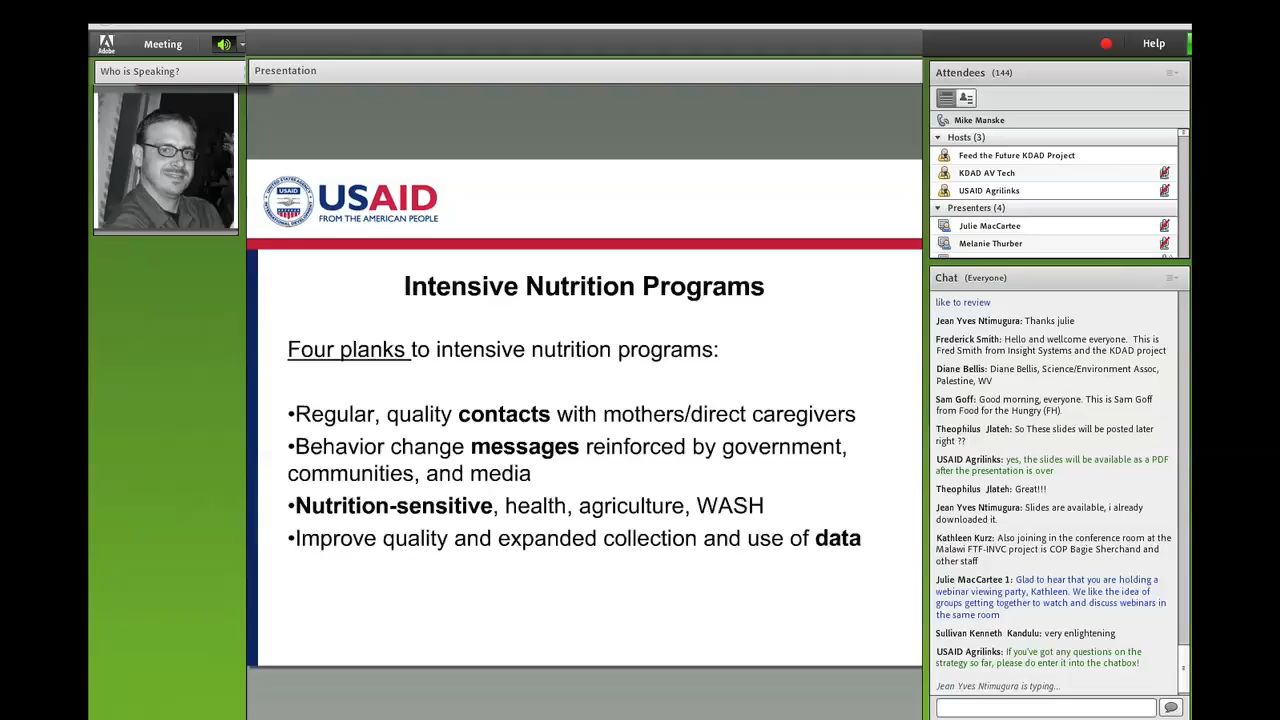 Adobe
Meeting
Help
Who is Speaking?
Presentation
USAID
USAID
FROM THE AMERICAN PEOPLE
Intensive Nutrition Programs
Four planks to intensive nutrition programs:
•Regular, quality contacts with mothers/direct caregivers
•Behavior change messages reinforced by government,
communities, and media
•Nutrition-sensitive, health, agriculture, WASH
•Improve quality and expanded collection and use of data
Attendees (144)
Mike Manske
Hosts (3)
Feed the Future KDAD Project
KDAD AV Tech
USAID Agrilinks
Presenters (4)
Julie MacCartee
Melanie Thurber
Chat (Everyone)
like to review
Jean Yves Ntimugura: Thanks julie
Frederick Smith: Hello and wellcome everyone. This is
Fred Smith from Insight Systems and the KDAD project
Diane Bellis: Diane Bellis, Science/Environment Assoc,
Palestine, WV
Sam Goff: Good morning, everyone. This is Sam Goff
from Food for the Hungry (FH).
Theophilus Jlateh: So These slides will be posted later
right ??
USAID Agrilinks: yes, the slides will be available as a PDF
after the presentation is over
Theophilus Jlateh: Great!!!
Jean Yves Ntimugura: Slides are available, i already
downloaded it.
Kathleen Kurz: Also joining in the conference room at the
Malawi FTF-INVC project is COP Bagie Sherchand and
other staff
Julie MacCartee 1: Glad to hear that you are holding a
webinar viewing party, Kathleen. We like the idea of
groups getting together to watch and discuss webinars in
the same room
Sullivan Kenneth Kandulu: very enlightening
USAID Agrilinks: If you've got any questions on the
strategy so far, please do enter it into the chatbox!
Jean Yves Ntimugura is typing...